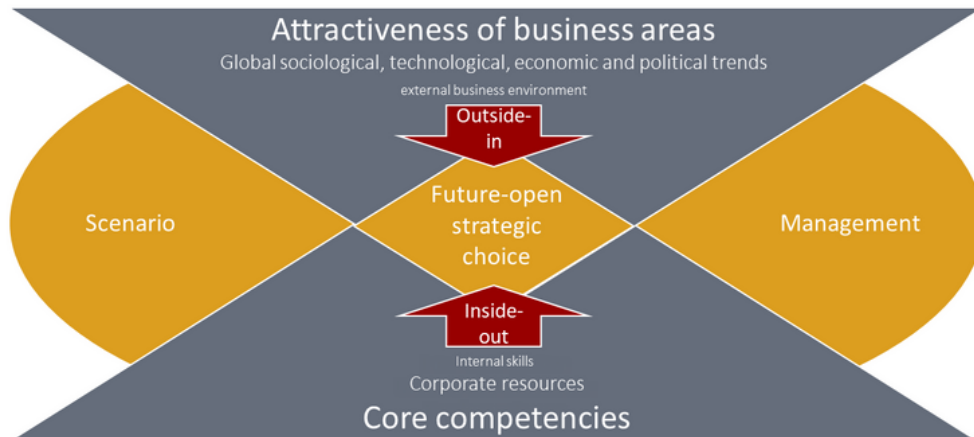 Attractiveness of business areas
Global sociological, technological, economic and political trends
external business environment
Outside-
in
Scenario
Future-open
strategic
choice
Management
Inside-
out
Internal skills
Corporate resources
Core competencies